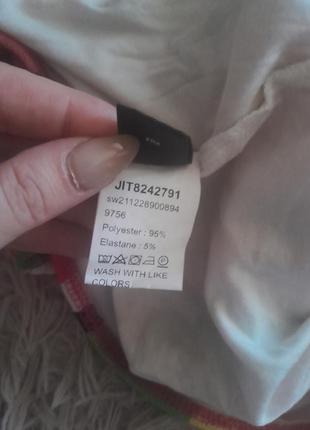 JIT8242791
sw211228900894
9756
Polyester : 95%
Elastane : 5%
WASH WITH LIKE
COLORS